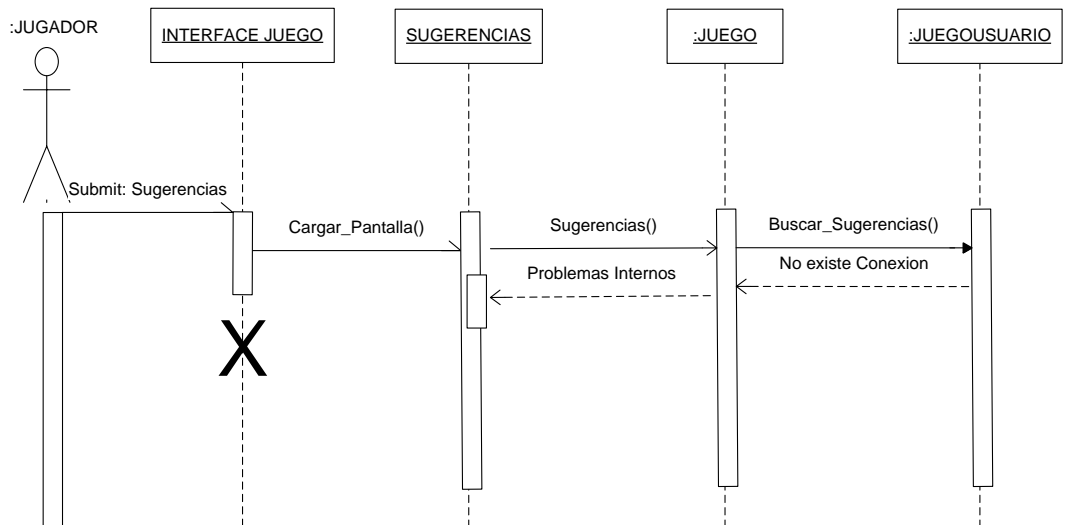 :JUGADOR
INTERFACE JUEGO
SUGERENCIAS
:JUEGO
:JUEGOUSUARIO
Submit: Sugerencias
Cargar_Pantalla()
Sugerencias()
Buscar_Sugerencias()
Problemas Internos
No existe Conexion
X